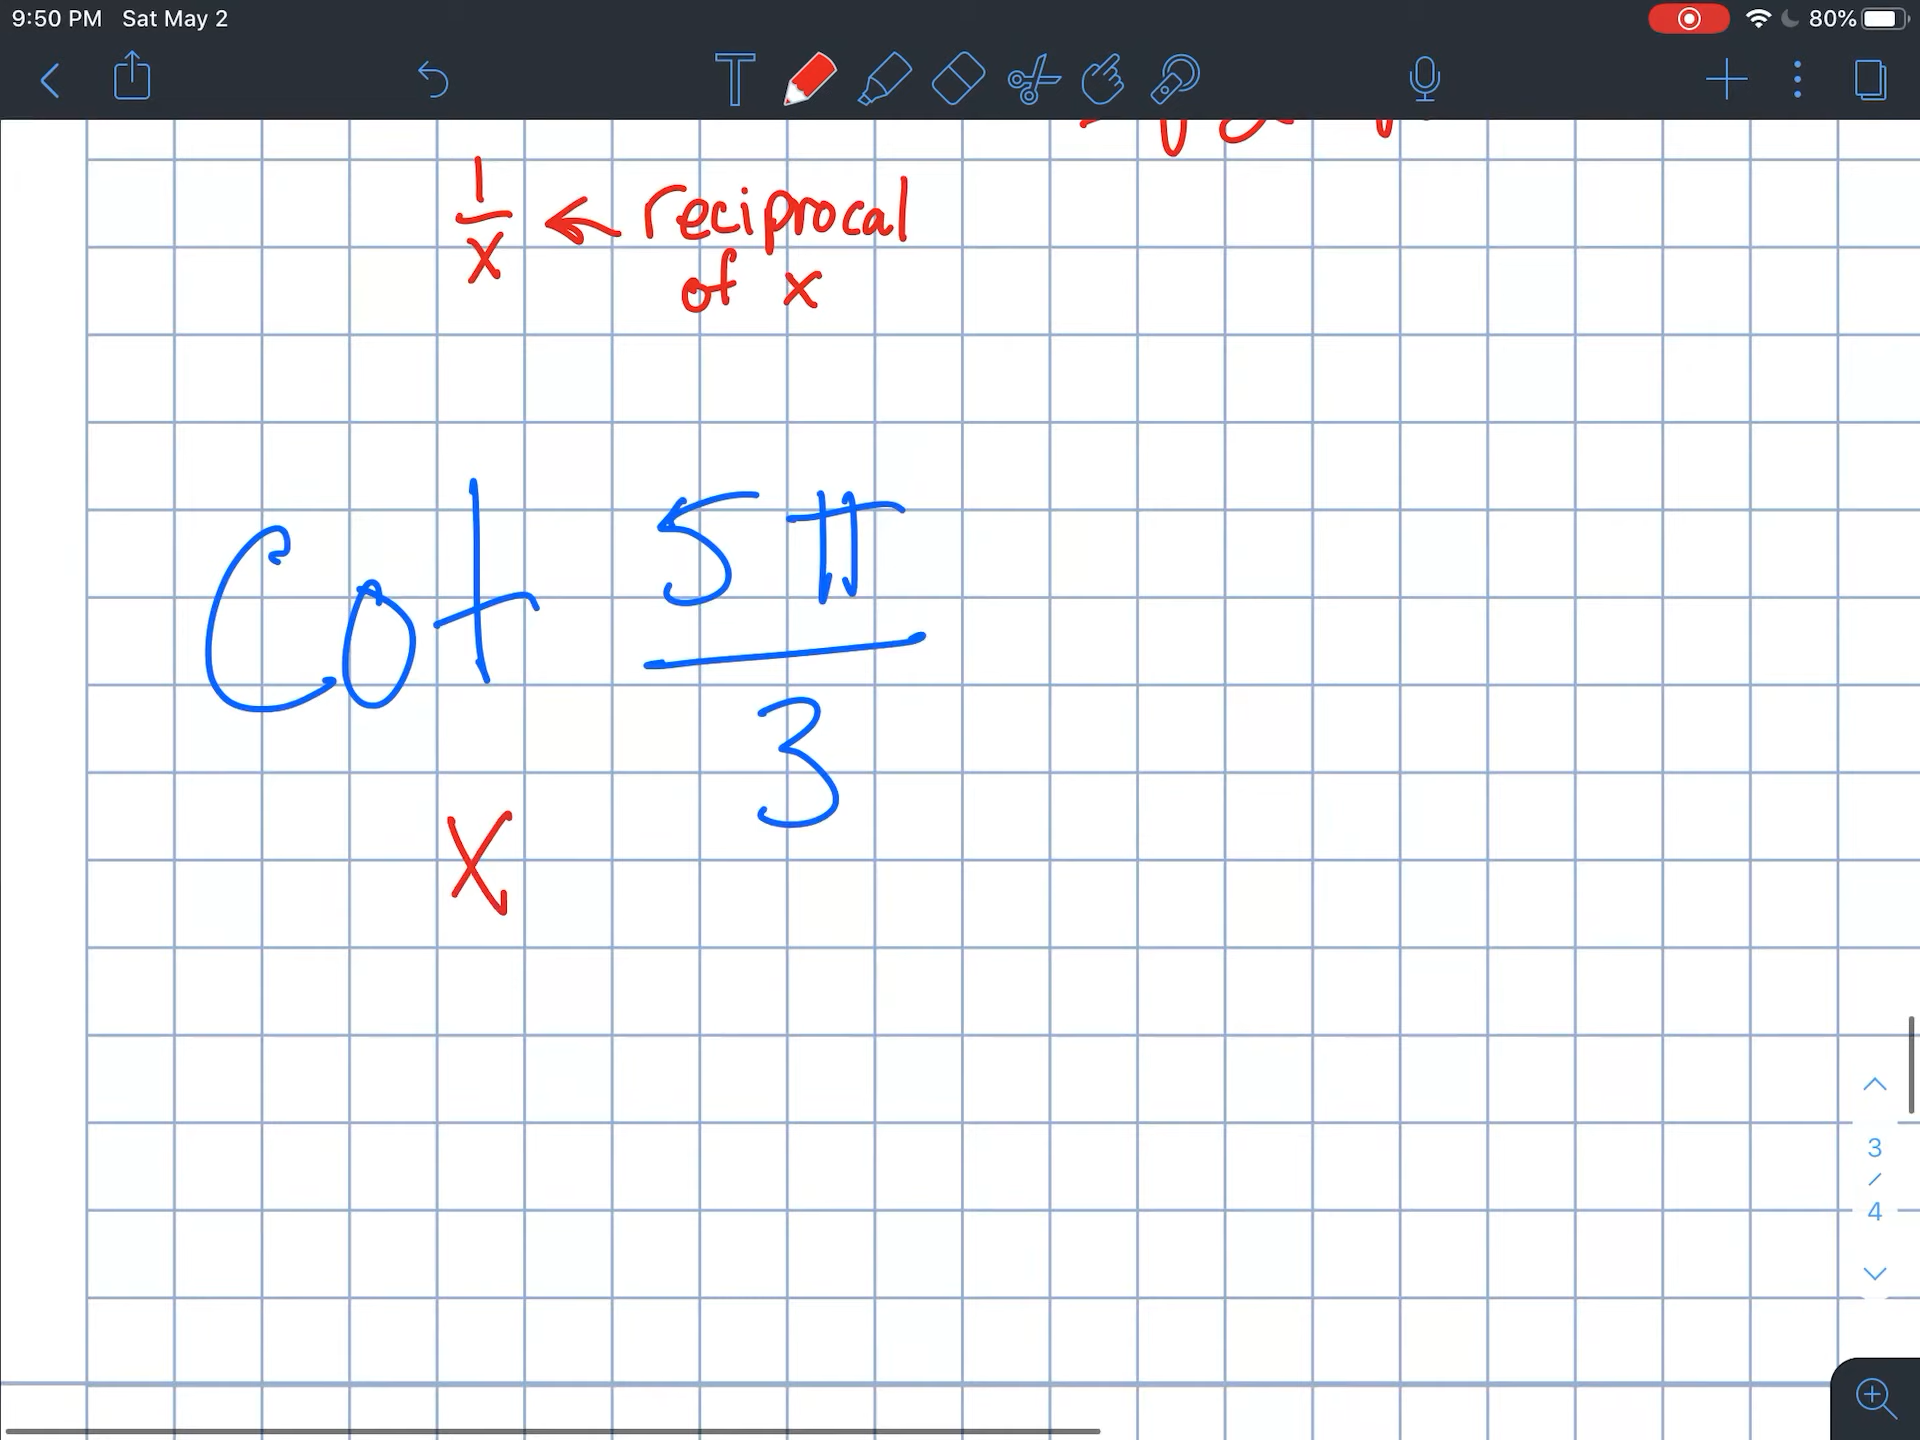 9:50 PM Sat May 2
80%
T
1/x ← reciprocal
of x
Cot 5π/3
x
3
/
4